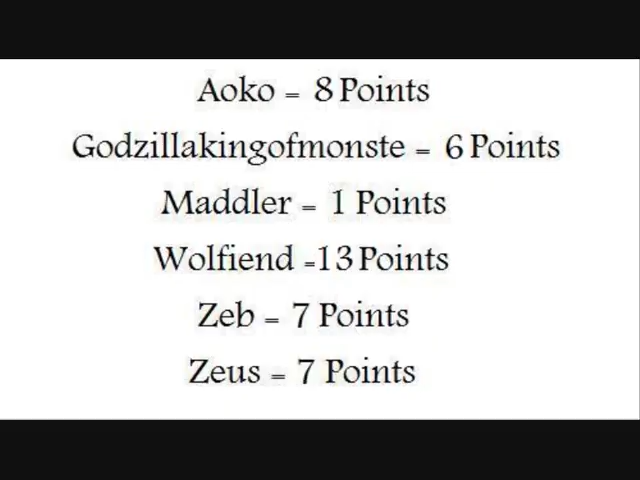 Aoko = 8 Points
Godzillakingofmonste = 6 Points
Maddler = 1 Points
Wolfiend =13 Points
Zeb = 7 Points
Zeus = 7 Points